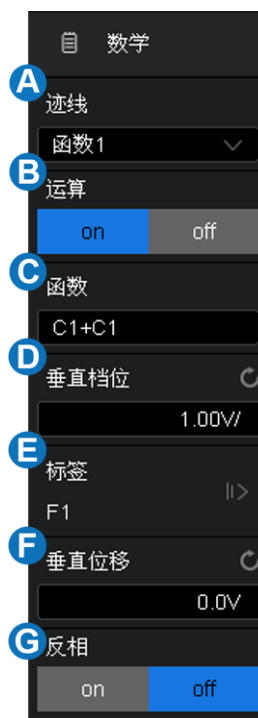 数学
A
迹线
函数1
B
运算
on off
C
函数
C1+C1
D
垂直档位
1.00V/
E
标签
F1
F
垂直位移
0.0V
G
反相
on off